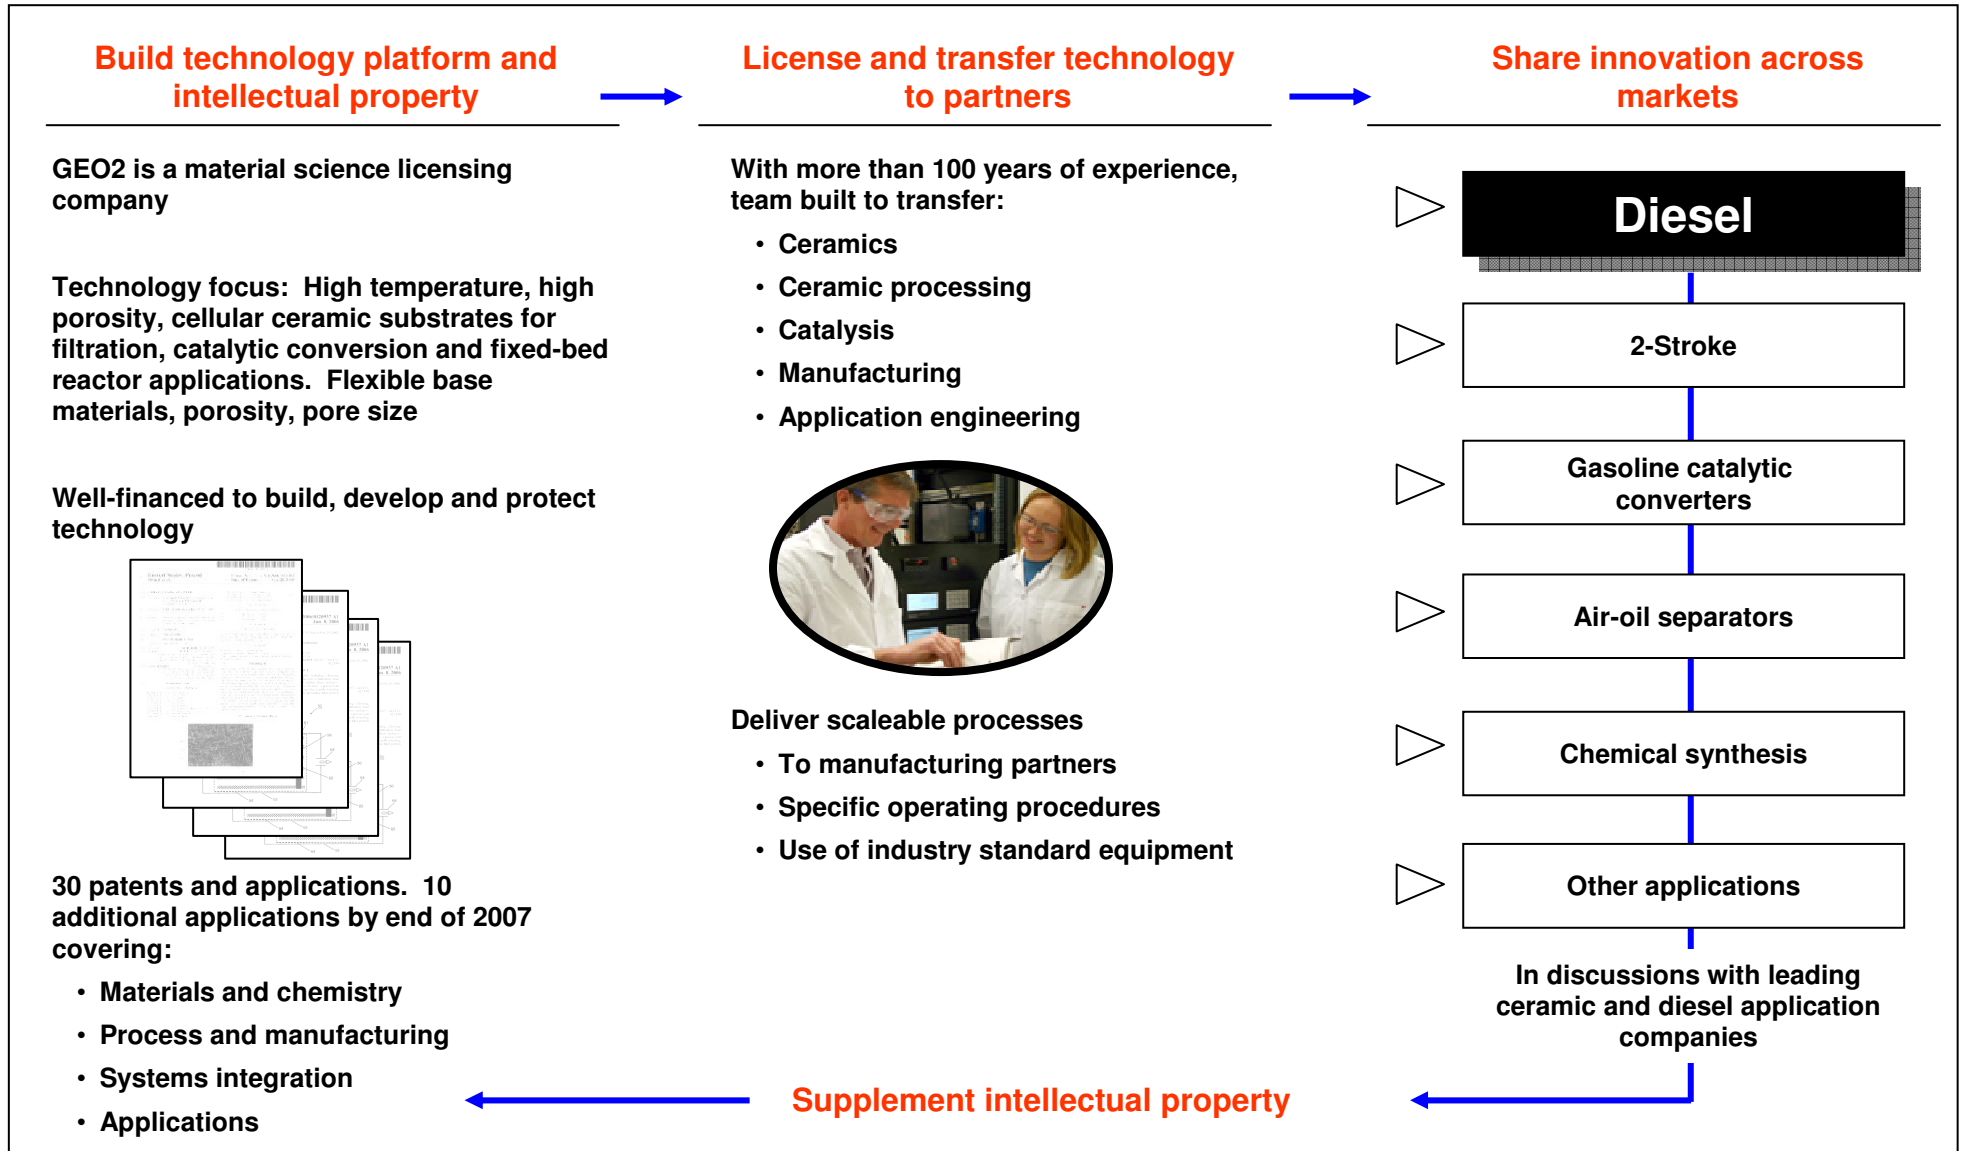 Build technology platform and
intellectual property
GEO2 is a material science licensing
company
Technology focus:  High temperature, high
porosity, cellular ceramic substrates for
filtration, catalytic conversion and fixed-bed
reactor applications.  Flexible base
materials, porosity, pore size
Well-financed to build, develop and protect
technology
30 patents and applications.  10
additional applications by end of 2007
covering:
• Materials and chemistry
• Process and manufacturing
• Systems integration
• Applications
License and transfer technology
to partners
With more than 100 years of experience,
team built to transfer:
• Ceramics
• Ceramic processing
• Catalysis
• Manufacturing
• Application engineering
Deliver scaleable processes
• To manufacturing partners
• Specific operating procedures
• Use of industry standard equipment
Share innovation across
markets
Diesel
2-Stroke
Gasoline catalytic
converters
Air-oil separators
Chemical synthesis
Other applications
In discussions with leading
ceramic and diesel application
companies
Supplement intellectual property